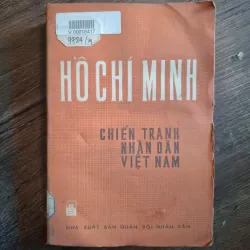 HỒ CHÍ MINH
CHIẾN TRANH
NHÂN DÂN
VIỆT NAM
NHÀ XUẤT BẢN QUÂN ĐỘI NHÂN DÂN